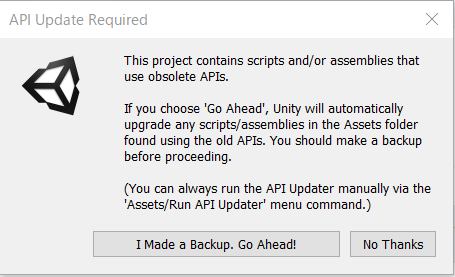 API Update Required
This project contains scripts and/or assemblies that
use obsolete APIs.
If you choose 'Go Ahead', Unity will automatically
upgrade any scripts/assemblies in the Assets folder
found using the old APIs. You should make a backup
before proceeding.
(You can always run the API Updater manually via the
'Assets/Run API Updater' menu command.)
I Made a Backup. Go Ahead!
No Thanks